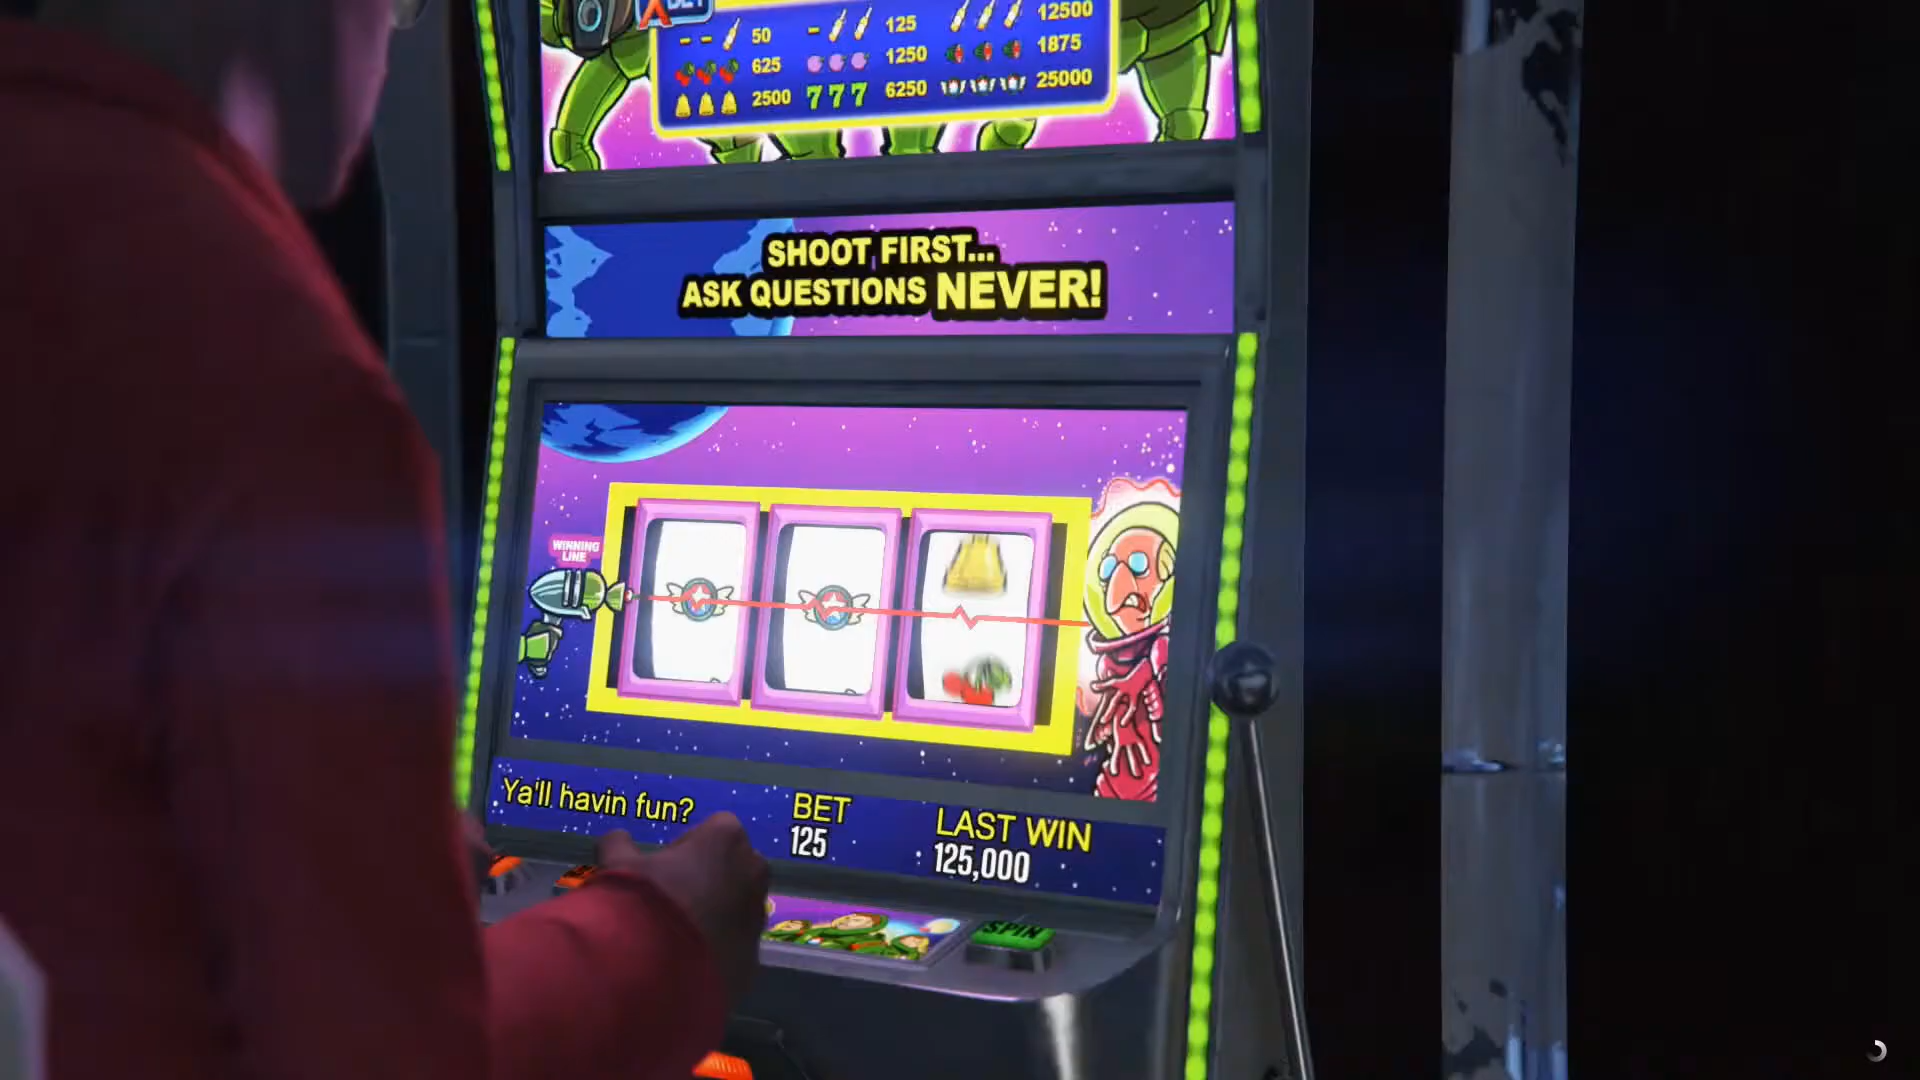 BET
50 125 12500
625 1250 1875
2500 777 6250 25000
SHOOT FIRST...
ASK QUESTIONS NEVER!
WINNING
LINE
Ya'll havin fun?
BET
125
LAST WIN
125,000
SPIN